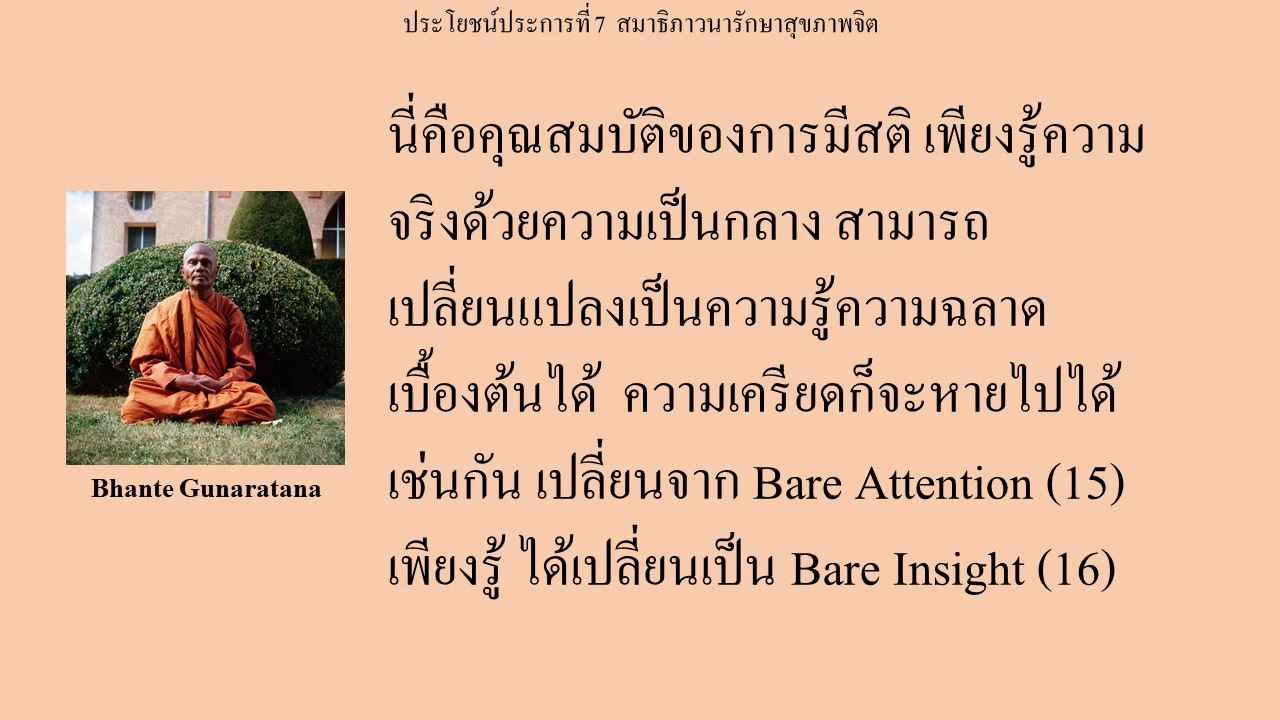 ประโยชน์ประการที่ 7 สมาธิภาวนารักษาสุขภาพจิต
นี่คือคุณสมบัติของการมีสติ เพียงรู้ความ
จริงด้วยความเป็นกลาง สามารถ
เปลี่ยนแปลงเป็นความรู้ความฉลาด
เบื้องต้นได้ ความเครียดก็จะหายไปได้
เช่นกัน เปลี่ยนจาก Bare Attention (15)
เพียงรู้ ได้เปลี่ยนเป็น Bare Insight (16)
Bhante Gunaratana